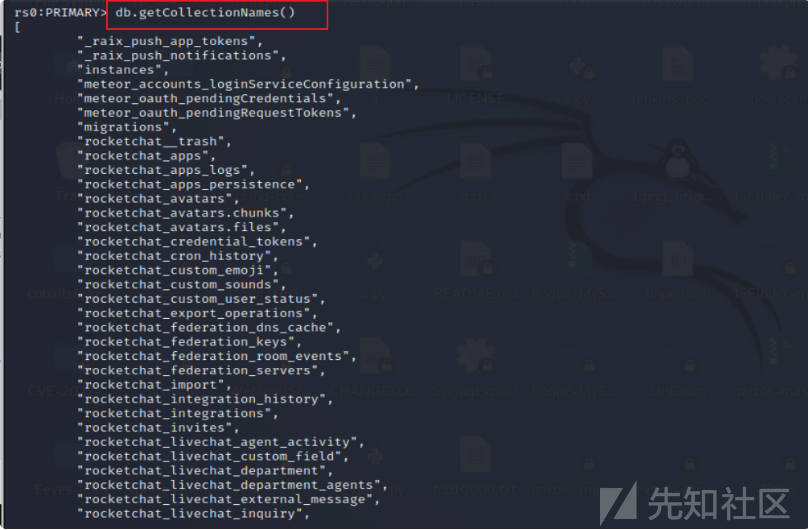 rs0:PRIMARY> db.getCollectionNames()
[
"_raix_push_app_tokens",
"_raix_push_notifications",
"instances",
"meteor_accounts_loginServiceConfiguration",
"meteor_oauth_pendingCredentials",
"meteor_oauth_pendingRequestTokens",
"migrations",
"rocketchat__trash",
"rocketchat_apps",
"rocketchat_apps_logs",
"rocketchat_apps_persistence",
"rocketchat_avatars",
"rocketchat_avatars.chunks",
"rocketchat_avatars.files",
"rocketchat_credential_tokens",
"rocketchat_cron_history",
"rocketchat_custom_emoji",
"rocketchat_custom_sounds",
"rocketchat_custom_user_status",
"rocketchat_export_operations",
"rocketchat_federation_dns_cache",
"rocketchat_federation_keys",
"rocketchat_federation_room_events",
"rocketchat_federation_servers",
"rocketchat_import",
"rocketchat_integration_history",
"rocketchat_integrations",
"rocketchat_invites",
"rocketchat_livechat_agent_activity",
"rocketchat_livechat_custom_field",
"rocketchat_livechat_department",
"rocketchat_livechat_department_agents",
"rocketchat_livechat_external_message",
"rocketchat_livechat_inquiry",
先知社区